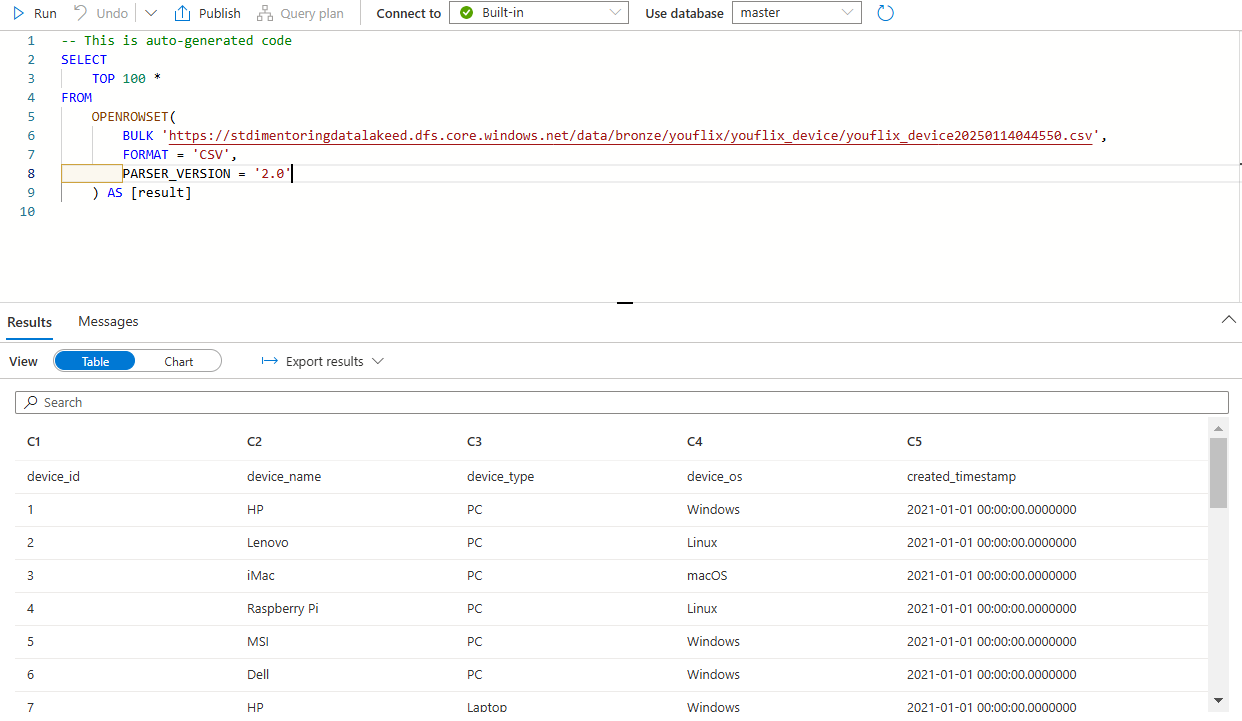 Run Undo Publish Query plan Connect to Built-in Use database master
1 -- This is auto-generated code
2 SELECT
3 TOP 100 *
4 FROM
5 OPENROWSET(
6 BULK 'https://stdimentoringdatalakeed.dfs.core.windows.net/data/bronze/youflix/youflix_device/youflix_device20250114044550.csv',
7 FORMAT = 'CSV',
8 PARSER_VERSION = '2.0'
9 ) AS [result]
10
Results Messages
View Table Chart Export results
Search
C1 C2 C3 C4 C5
device_id device_name device_type device_os created_timestamp
1 HP PC Windows 2021-01-01 00:00:00.0000000
2 Lenovo PC Linux 2021-01-01 00:00:00.0000000
3 iMac PC macOS 2021-01-01 00:00:00.0000000
4 Raspberry Pi PC Linux 2021-01-01 00:00:00.0000000
5 MSI PC Windows 2021-01-01 00:00:00.0000000
6 Dell PC Windows 2021-01-01 00:00:00.0000000
7 HP Laptop Windows 2021-01-01 00:00:00.0000000